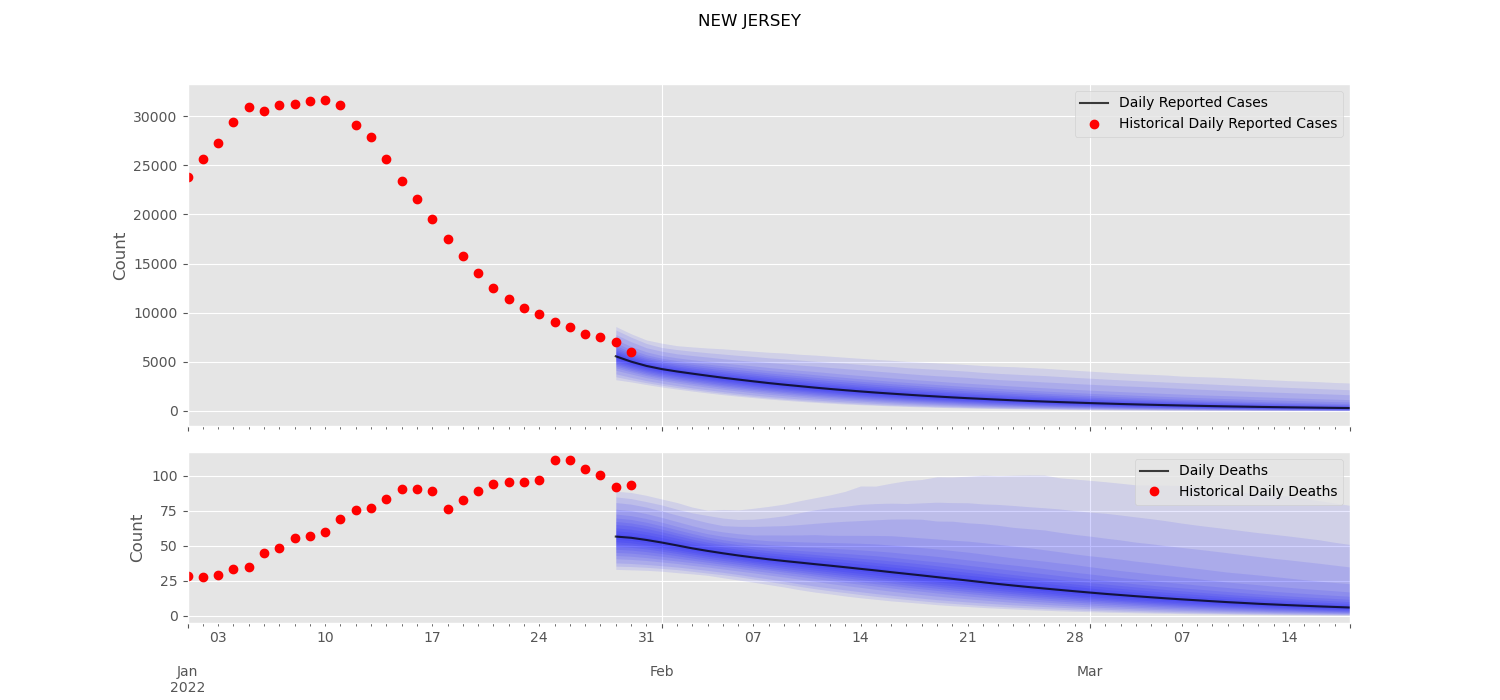 NEW JERSEY
Daily Reported Cases
Historical Daily Reported Cases
30000
25000
20000
15000
10000
5000
0
Count
Daily Deaths
Historical Daily Deaths
100
75
50
25
0
Count
03 10 17 24 31 07 14 21 28 07 14
Jan Feb Mar
2022